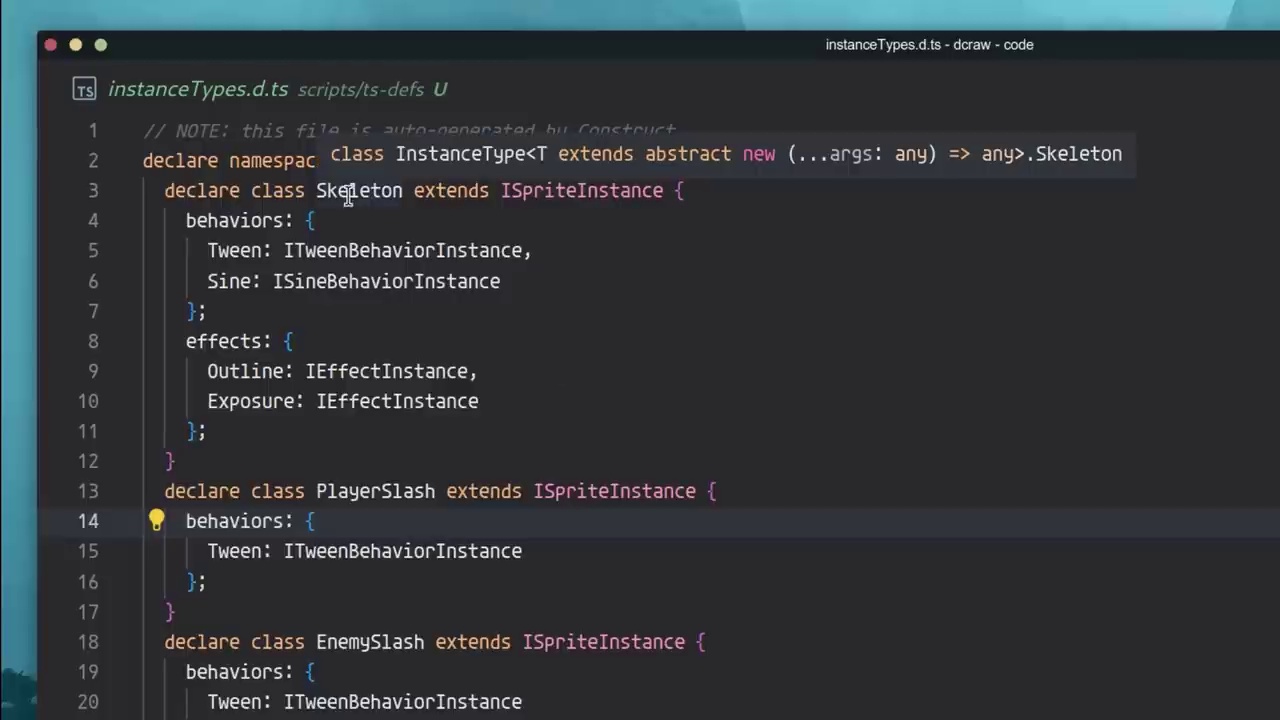 instanceTypes.d.ts - dcraw - code
TS instanceTypes.d.ts scripts/ts-defs U
1 // NOTE: this file is auto-generated by Construct
class InstanceType<T extends abstract new (...args: any) => any>.Skeleton
2 declare namespac
3 declare class Skeleton extends ISpriteInstance {
4 behaviors: {
5 Tween: ITweenBehaviorInstance,
6 Sine: ISineBehaviorInstance
7 };
8 effects: {
9 Outline: IEffectInstance,
10 Exposure: IEffectInstance
11 };
12 }
13 declare class PlayerSlash extends ISpriteInstance {
14 behaviors: {
15 Tween: ITweenBehaviorInstance
16 };
17 }
18 declare class EnemySlash extends ISpriteInstance {
19 behaviors: {
20 Tween: ITweenBehaviorInstance